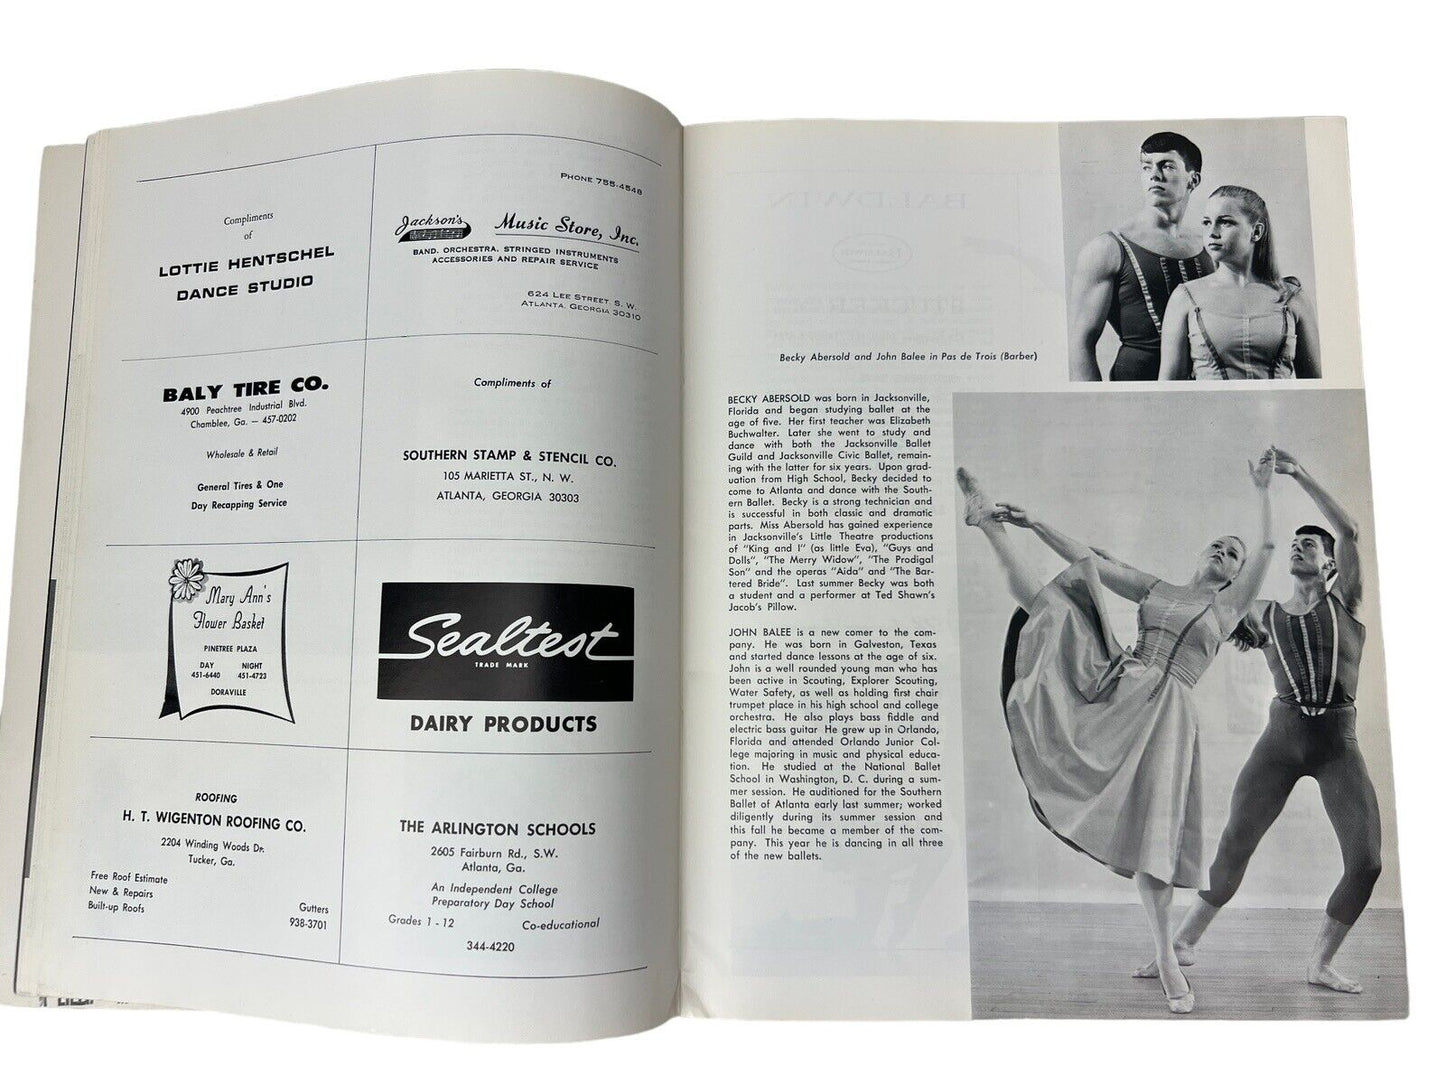 Compliments
of
LOTTIE HENTSCHEL
DANCE STUDIO
PHONE 755-4548
Jackson's Music Store, Inc.
BAND, ORCHESTRA, STRINGED INSTRUMENTS
ACCESSORIES AND REPAIR SERVICE
624 LEE STREET, S. W.
ATLANTA, GEORGIA 30310
BALY TIRE CO.
4900 Peachtree Industrial Blvd.
Chamblee, Ga. — 457-0202
Wholesale & Retail
General Tires & One
Day Recapping Service
Compliments of
SOUTHERN STAMP & STENCIL CO.
105 MARIETTA ST., N. W.
ATLANTA, GEORGIA 30303
Mary Ann's
Flower Basket
PINETREE PLAZA
DAY NIGHT
451-6440 451-4723
DORAVILLE
Sealtest
TRADE MARK
DAIRY PRODUCTS
ROOFING
H. T. WIGENTON ROOFING CO.
2204 Winding Woods Dr.
Tucker, Ga.
Free Roof Estimate
New & Repairs
Built-up Roofs
Gutters
938-3701
THE ARLINGTON SCHOOLS
2605 Fairburn Rd., S.W.
Atlanta, Ga.
An Independent College
Preparatory Day School
Grades 1 - 12 Co-educational
344-4220
Becky Abersold and John Balee in Pas de Trois (Barber)
BECKY ABERSOLD was born in Jacksonville,
Florida and began studying ballet at the
age of five. Her first teacher was Elizabeth
Buchwalter. Later she went to study and
dance with both the Jacksonville Ballet
Guild and Jacksonville Civic Ballet, remain-
ing with the latter for six years. Upon grad-
uation from High School, Becky decided to
come to Atlanta and dance with the South-
ern Ballet. Becky is a strong technician and
is successful in both classic and dramatic
parts. Miss Abersold has gained experience
in Jacksonville's Little Theatre productions
of "King and I" (as little Eva), "Guys and
Dolls", "The Merry Widow", "The Prodigal
Son" and the operas "Aida" and "The Bar-
tered Bride". Last summer Becky was both
a student and a performer at Ted Shawn's
Jacob's Pillow.
JOHN BALEE is a new comer to the com-
pany. He was born in Galveston, Texas
and started dance lessons at the age of six.
John is a well rounded young man who has
been active in Scouting, Explorer Scouting,
Water Safety, as well as holding first chair
trumpet place in his high school and college
orchestra. He also plays bass fiddle and
electric bass guitar He grew up in Orlando,
Florida and attended Orlando Junior Col-
lege majoring in music and physical educa-
tion. He studied at the National Ballet
School in Washington, D. C. during a sum-
mer session. He auditioned for the Southern
Ballet of Atlanta early last summer; worked
diligently during its summer session and
this fall he became a member of the com-
pany. This year he is dancing in all three
of the new ballets.